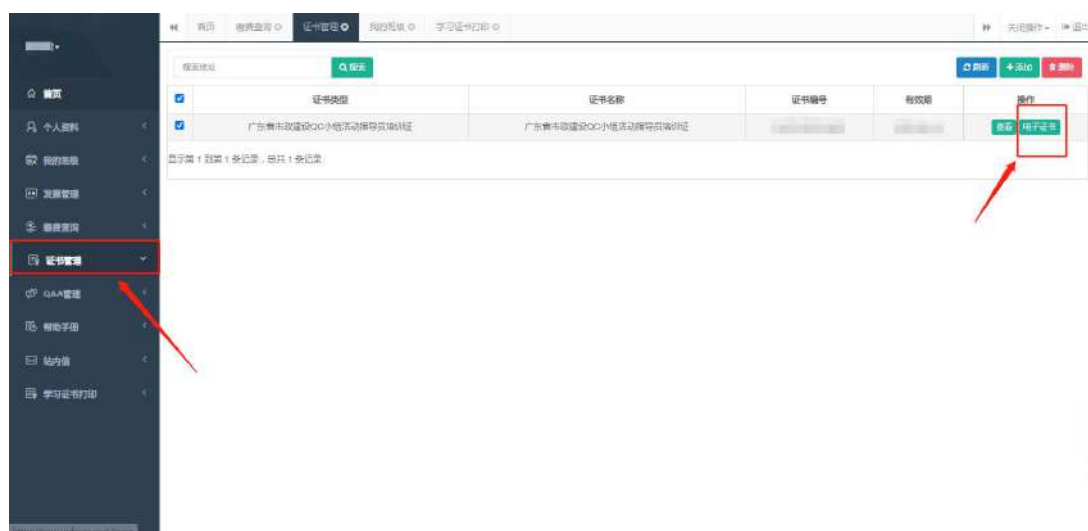 首页 缴费查询 证书管理 我的班级 学习证书打印 关闭操作 退出
搜索 刷新 +添加 删除
首页
证书类型 证书名称 证书编号 有效期 操作
个人资料
广东省市政建设QC小组活动指导员培训证 广东省市政建设QC小组活动指导员培训证 查看 电子证书
我的班级
显示第 1 到第 1 条记录，总共 1 条记录
发票管理
缴费查询
证书管理
QAA管理
帮助手册
站内信
学习证书打印